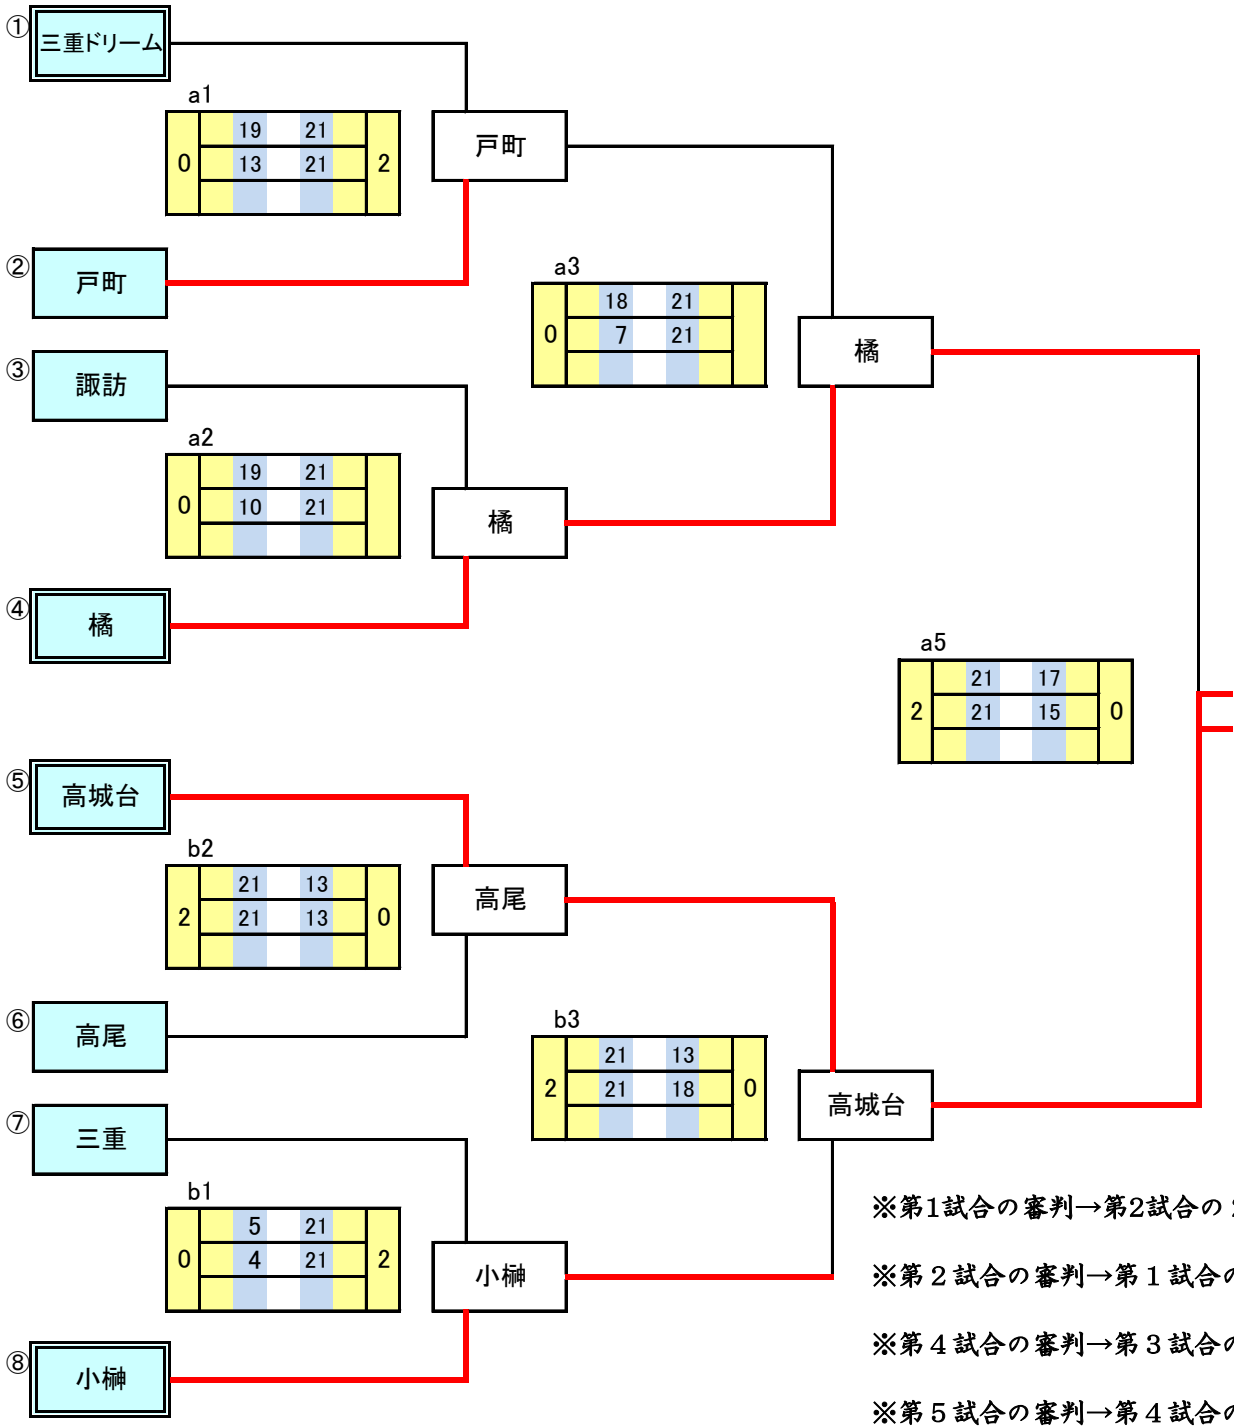 ①
三重ドリーム
a1
19 21
0 13 21 2
戸町
②
戸町
a3
18 21
0 7 21
橘
③
諏訪
a2
19 21
0 10 21
橘
④
橘
a5
21 17
2 21 15 0
⑤
高城台
b2
21 13
2 21 13 0
高尾
⑥
高尾
b3
21 13
2 21 18 0
高城台
⑦
三重
b1
5 21
0 4 21 2
小榊
⑧
小榊
※第1試合の審判→第2試合の
※第２試合の審判→第１試合の
※第４試合の審判→第３試合の
※第５試合の審判→第４試合の